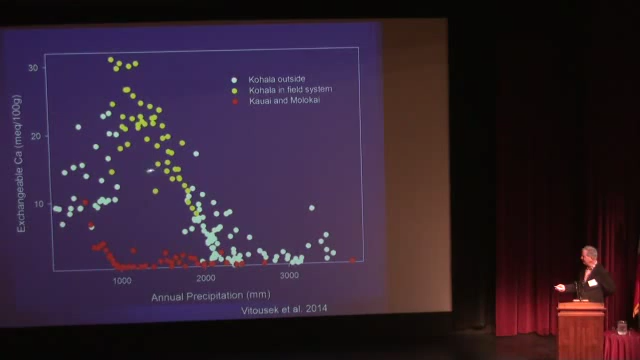 Kohala outside
Kohala in field system
Kauai and Molokai
Exchangeable Ca (meq/100g)
30
20
10
1000
2000
3000
Annual Precipitation (mm)
Vitousek et al. 2014